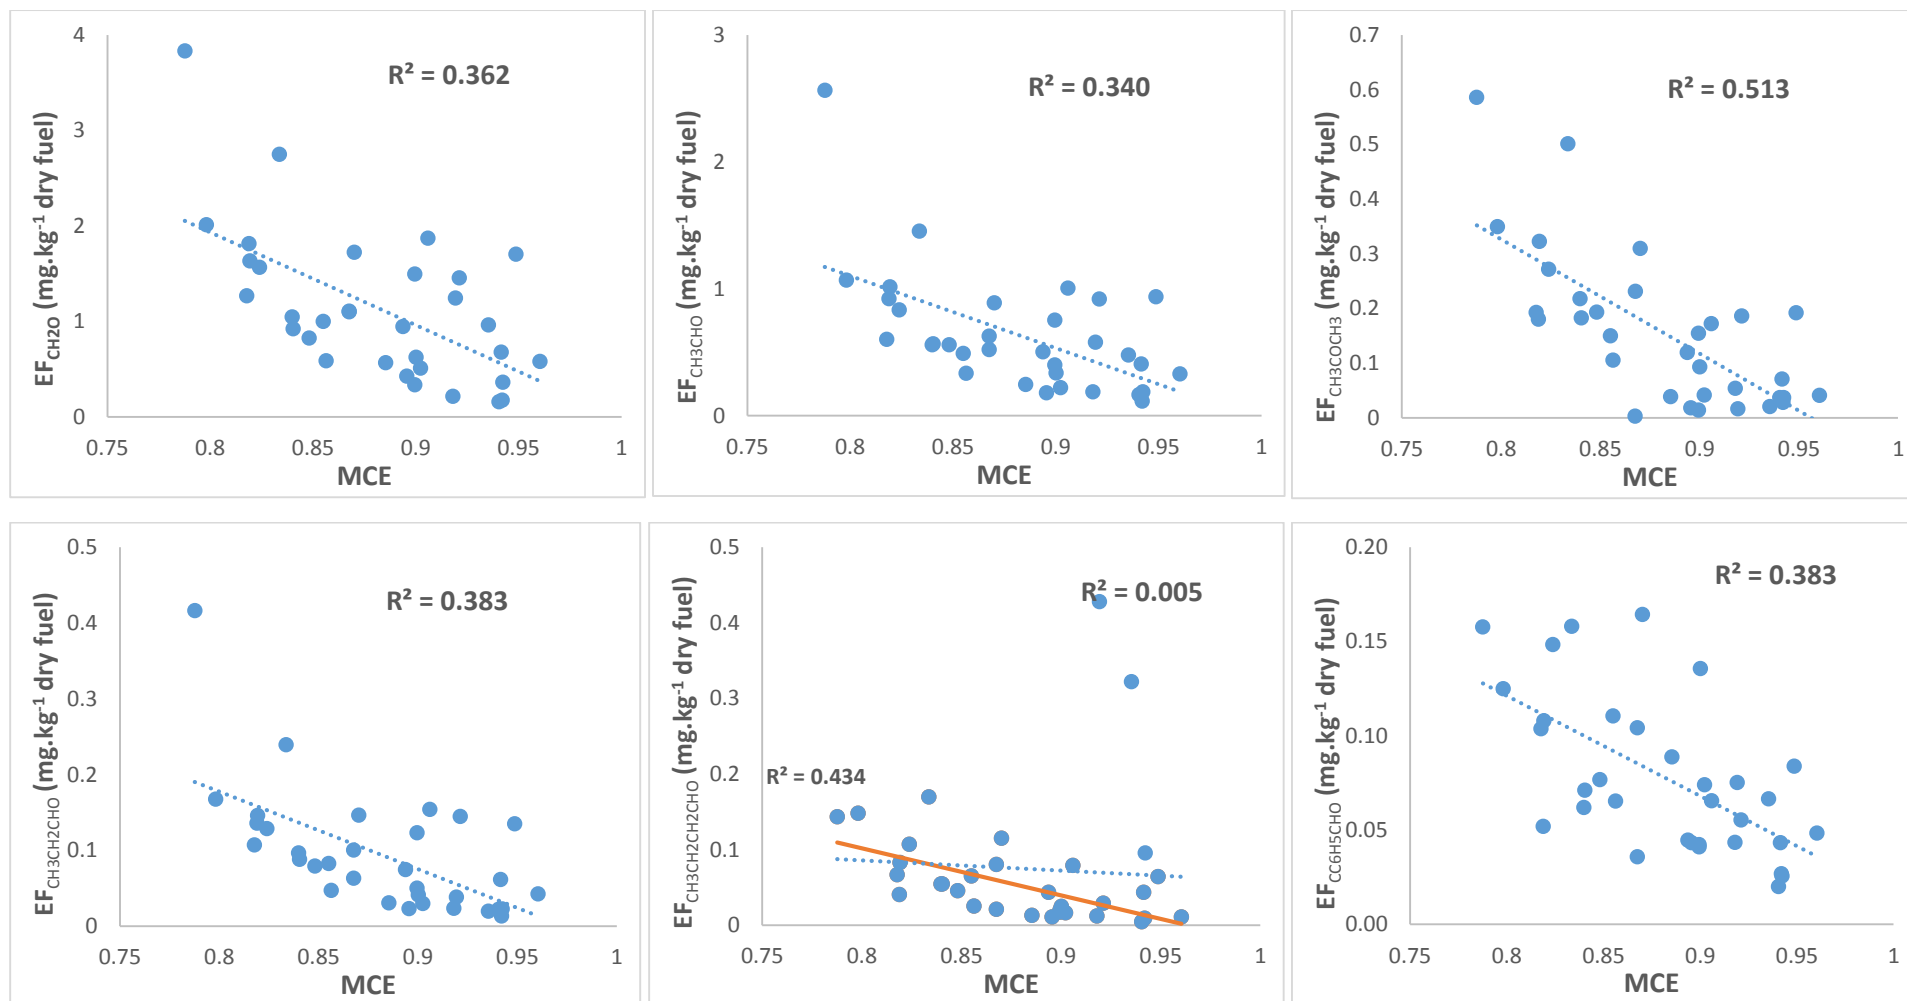 4
3
2
1
0
0.75 0.8 0.85 0.9 0.95 1
EF_CH2O (mg.kg⁻¹ dry fuel)
MCE
R² = 0.362
3
2
1
0
0.75 0.8 0.85 0.9 0.95 1
EF_CH3CHO (mg.kg⁻¹ dry fuel)
MCE
R² = 0.340
0.7
0.6
0.5
0.4
0.3
0.2
0.1
0
0.75 0.8 0.85 0.9 0.95 1
EF_CH3COCH3 (mg.kg⁻¹ dry fuel)
MCE
R² = 0.513
0.5
0.4
0.3
0.2
0.1
0
0.75 0.8 0.85 0.9 0.95 1
EF_CH3CH2CHO (mg.kg⁻¹ dry fuel)
MCE
R² = 0.383
0.5
0.4
0.3
0.2
0.1
0
0.75 0.8 0.85 0.9 0.95 1
EF_CH3CH2CH2CHO (mg.kg⁻¹ dry fuel)
MCE
R² = 0.005
R² = 0.434
0.20
0.15
0.10
0.05
0.00
0.75 0.8 0.85 0.9 0.95 1
EF_CC6H5CHO (mg.kg⁻¹ dry fuel)
MCE
R² = 0.383